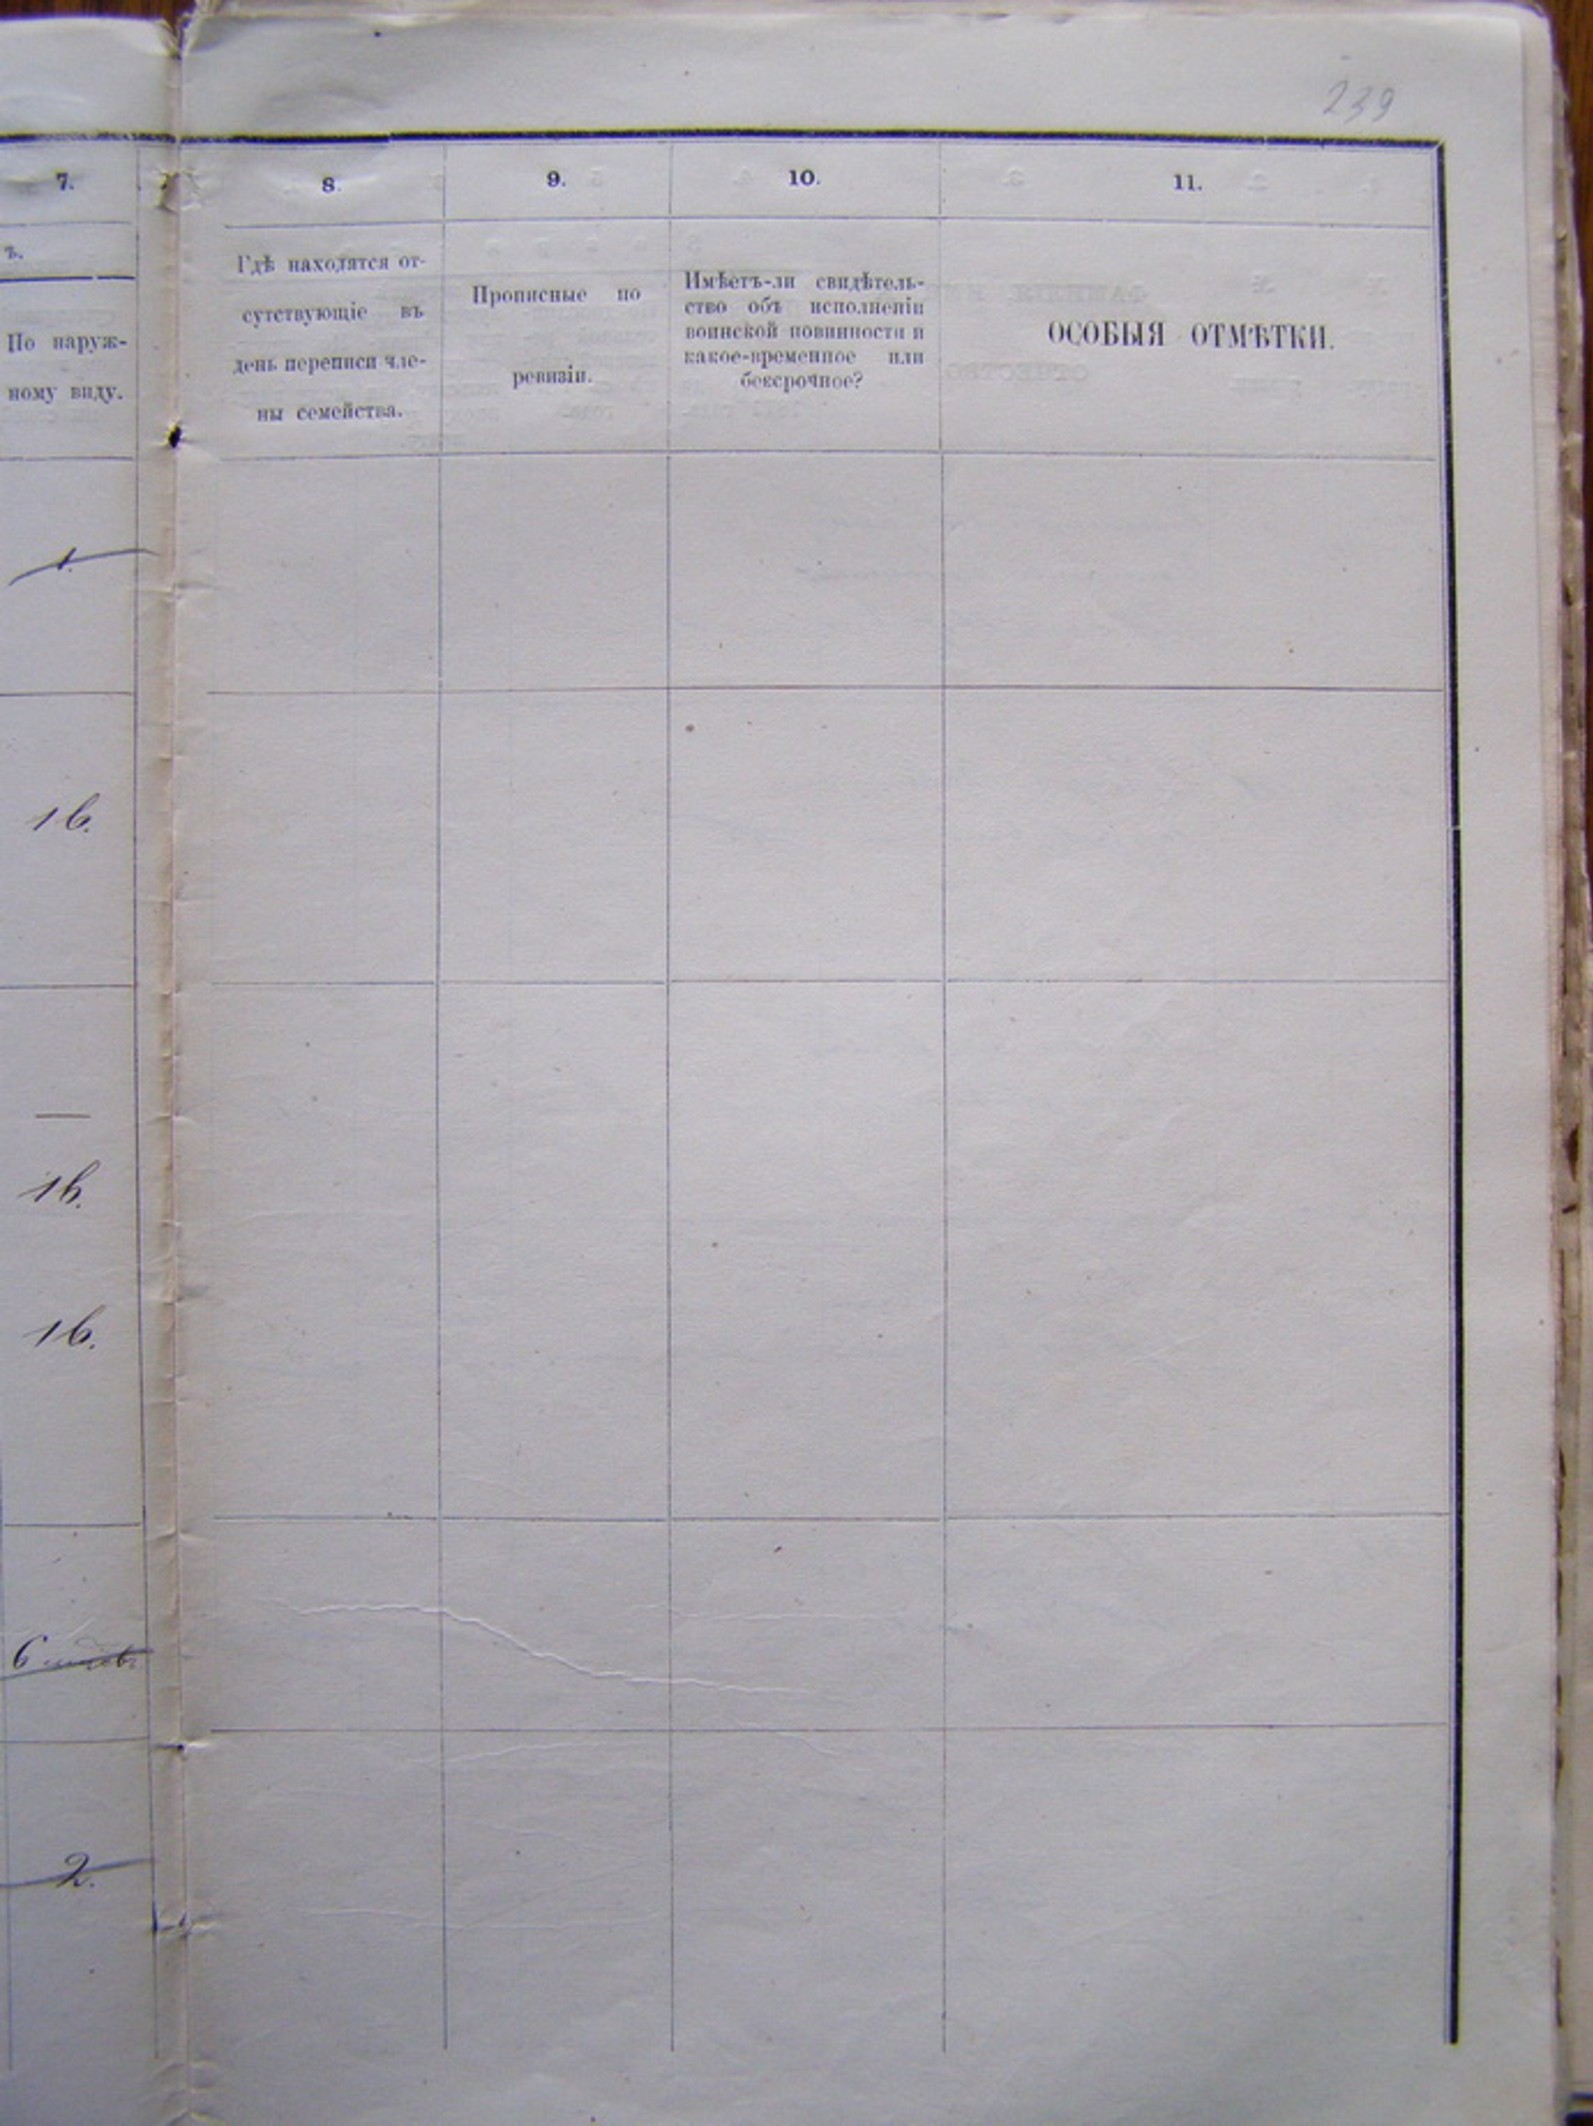 239
7.
8.
9.
10.
11.
ъ.
По наруж-
ному виду.
Гдѣ находятся от-
сутствующіе въ
день переписи чле-
ны семейства.
Прописные по
ревизіи.
Имѣетъ-ли свидѣтель-
ство объ исполненіи
воинской повинности и
какое-временное или
безсрочное?
ОСОБЫЯ ОТМѢТКИ.
1.
16.
—
16.
16.
6
2.